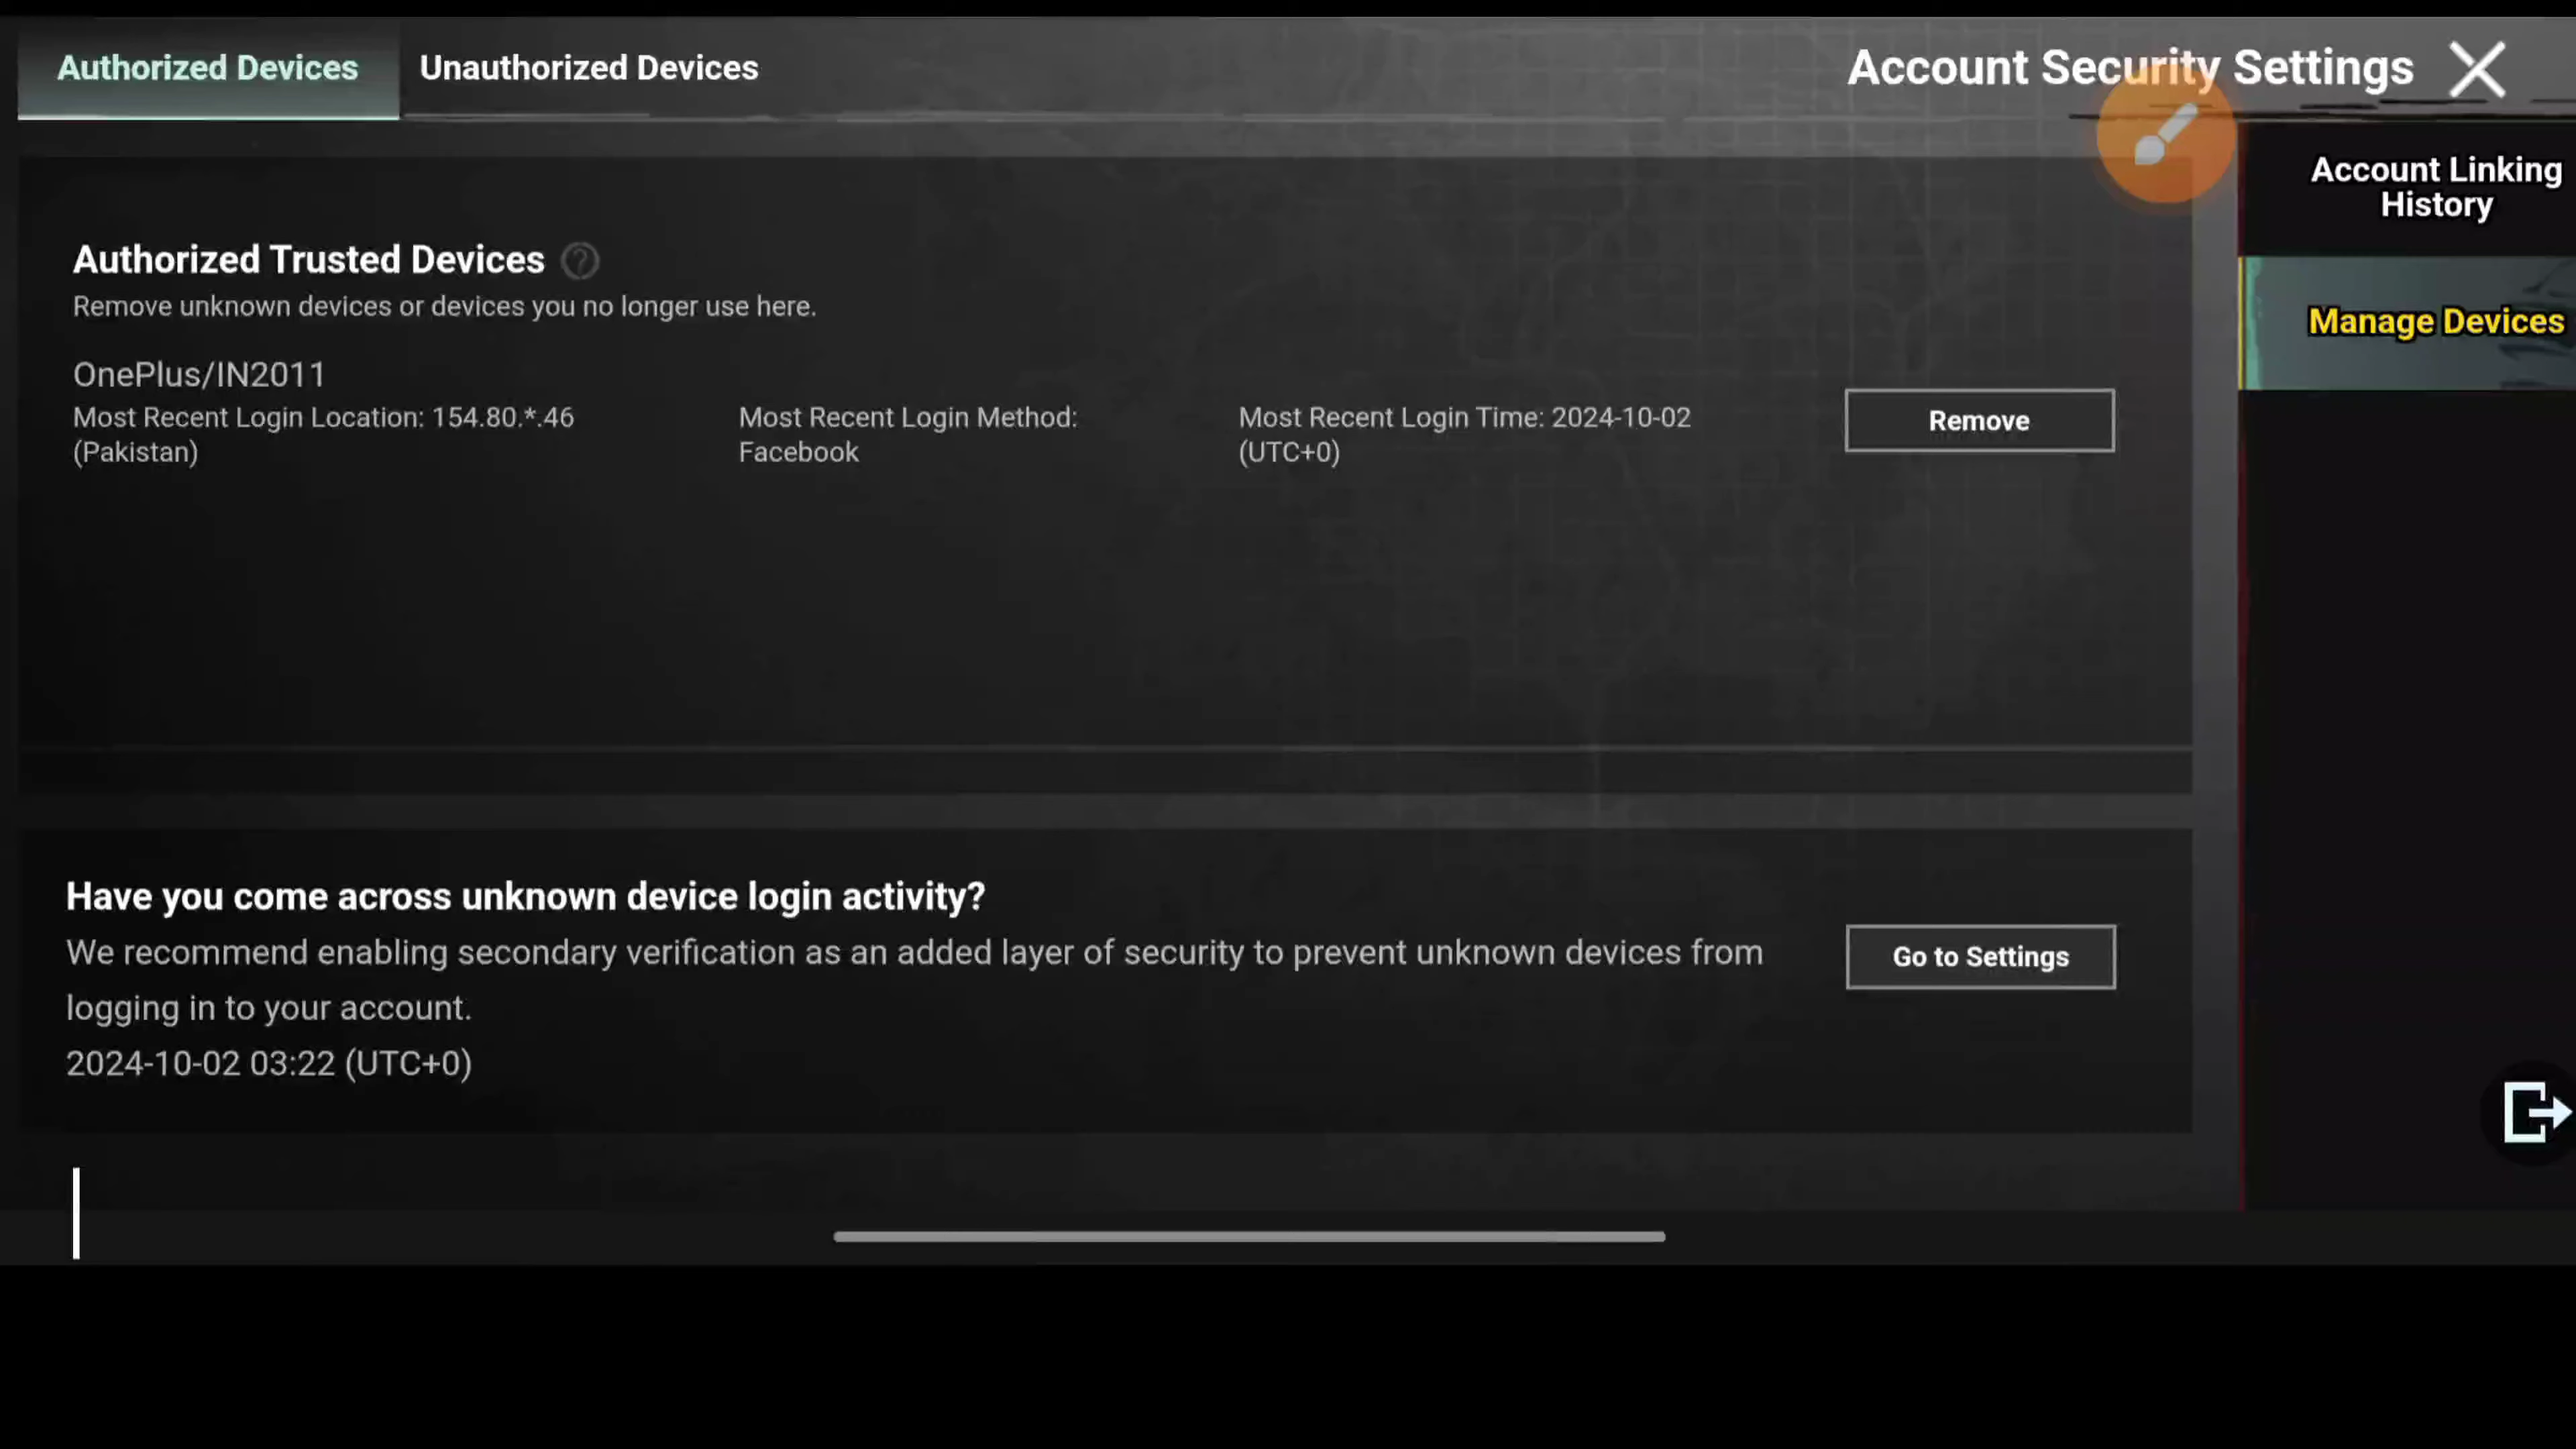 Authorized Devices
Unauthorized Devices
Account Security Settings
Account Linking
History
Manage Devices
Authorized Trusted Devices ?
Remove unknown devices or devices you no longer use here.
OnePlus/IN2011
Most Recent Login Location: 154.80.*.46
(Pakistan)
Most Recent Login Method:
Facebook
Most Recent Login Time: 2024-10-02
(UTC+0)
Remove
Have you come across unknown device login activity?
We recommend enabling secondary verification as an added layer of security to prevent unknown devices from
logging in to your account.
2024-10-02 03:22 (UTC+0)
Go to Settings